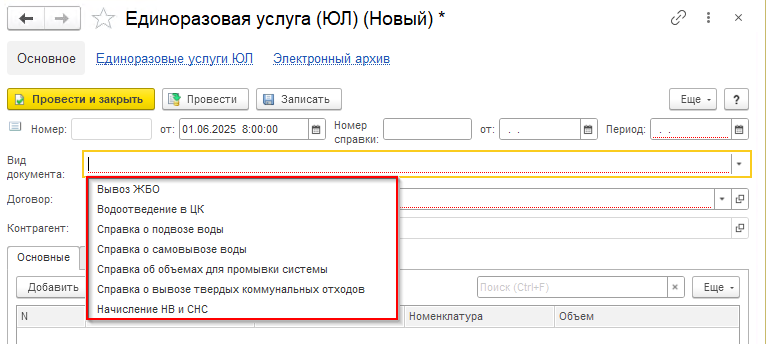 Единоразовая услуга (ЮЛ) (Новый) *
Основное Единоразовые услуги ЮЛ Электронный архив
Провести и закрыть Провести Записать Еще ?
Номер: от: 01.06.2025 8:00:00 Номер справки: от: . . Период: . .
Вид документа:
Вывоз ЖБО
Водоотведение в ЦК
Договор:
Справка о подвозе воды
Контрагент:
Справка о самовывозе воды
Основные
Справка об объемах для промывки системы
Добавить Справка о вывозе твердых коммунальных отходов Поиск (Ctrl+F) × Еще
N Начисление НВ и СНС Номенклатура Объем